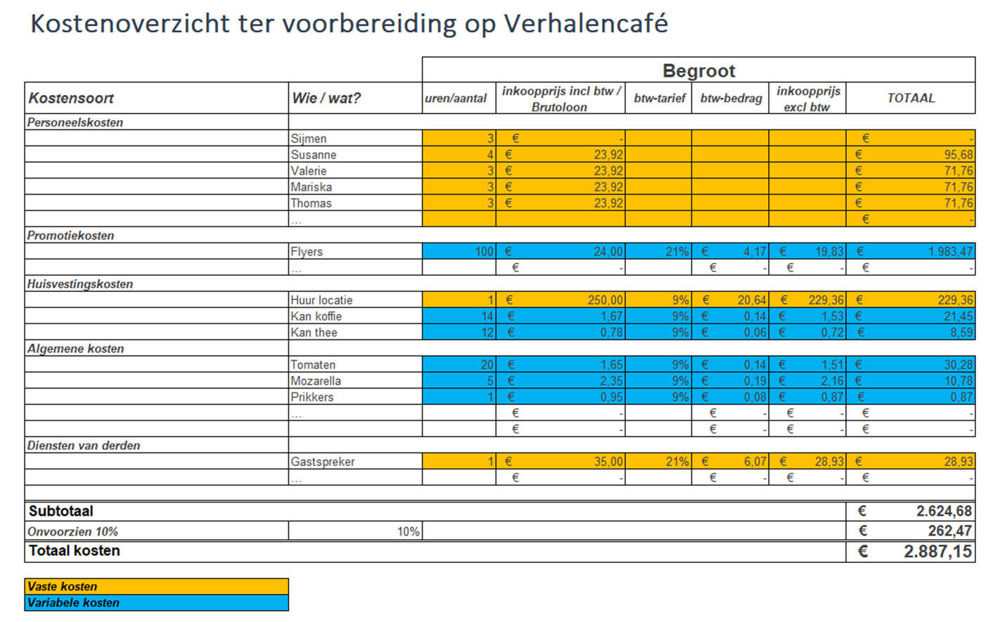 Kostenoverzicht ter voorbereiding op Verhalencafé
Begroot
Kostensoort Wie / wat? uren/aantal inkoopprijs incl btw / Brutoloon btw-tarief btw-bedrag inkoopprijs excl btw TOTAAL
Personeelskosten
Sijmen 3 € - € -
Susanne 4 € 23,92 € 95,68
Valerie 3 € 23,92 € 71,76
Mariska 3 € 23,92 € 71,76
Thomas 3 € 23,92 € 71,76
... € -
Promotiekosten
Flyers 100 € 24,00 21% € 4,17 € 19,83 € 1.983,47
... € - € - € - € -
Huisvestingskosten
Huur locatie 1 € 250,00 9% € 20,64 € 229,36 € 229,36
Kan koffie 14 € 1,67 9% € 0,14 € 1,53 € 21,45
Kan thee 12 € 0,78 9% € 0,06 € 0,72 € 8,59
Algemene kosten
Tomaten 20 € 1,65 9% € 0,14 € 1,51 € 30,28
Mozarella 5 € 2,35 9% € 0,19 € 2,16 € 10,78
Prikkers 1 € 0,95 9% € 0,08 € 0,87 € 0,87
... € - € - € - € -
€ - € - € - € -
Diensten van derden
Gastspreker 1 € 35,00 21% € 6,07 € 28,93 € 28,93
... € - € - € - € -
Subtotaal € 2.624,68
Onvoorzien 10% 10% € 262,47
Totaal kosten € 2.887,15
Vaste kosten
Variabele kosten